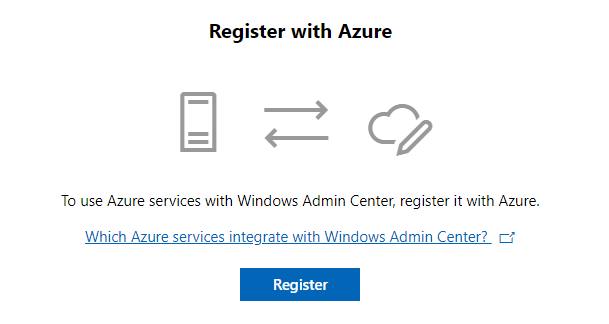 Register with Azure
To use Azure services with Windows Admin Center, register it with Azure.
Which Azure services integrate with Windows Admin Center?
Register